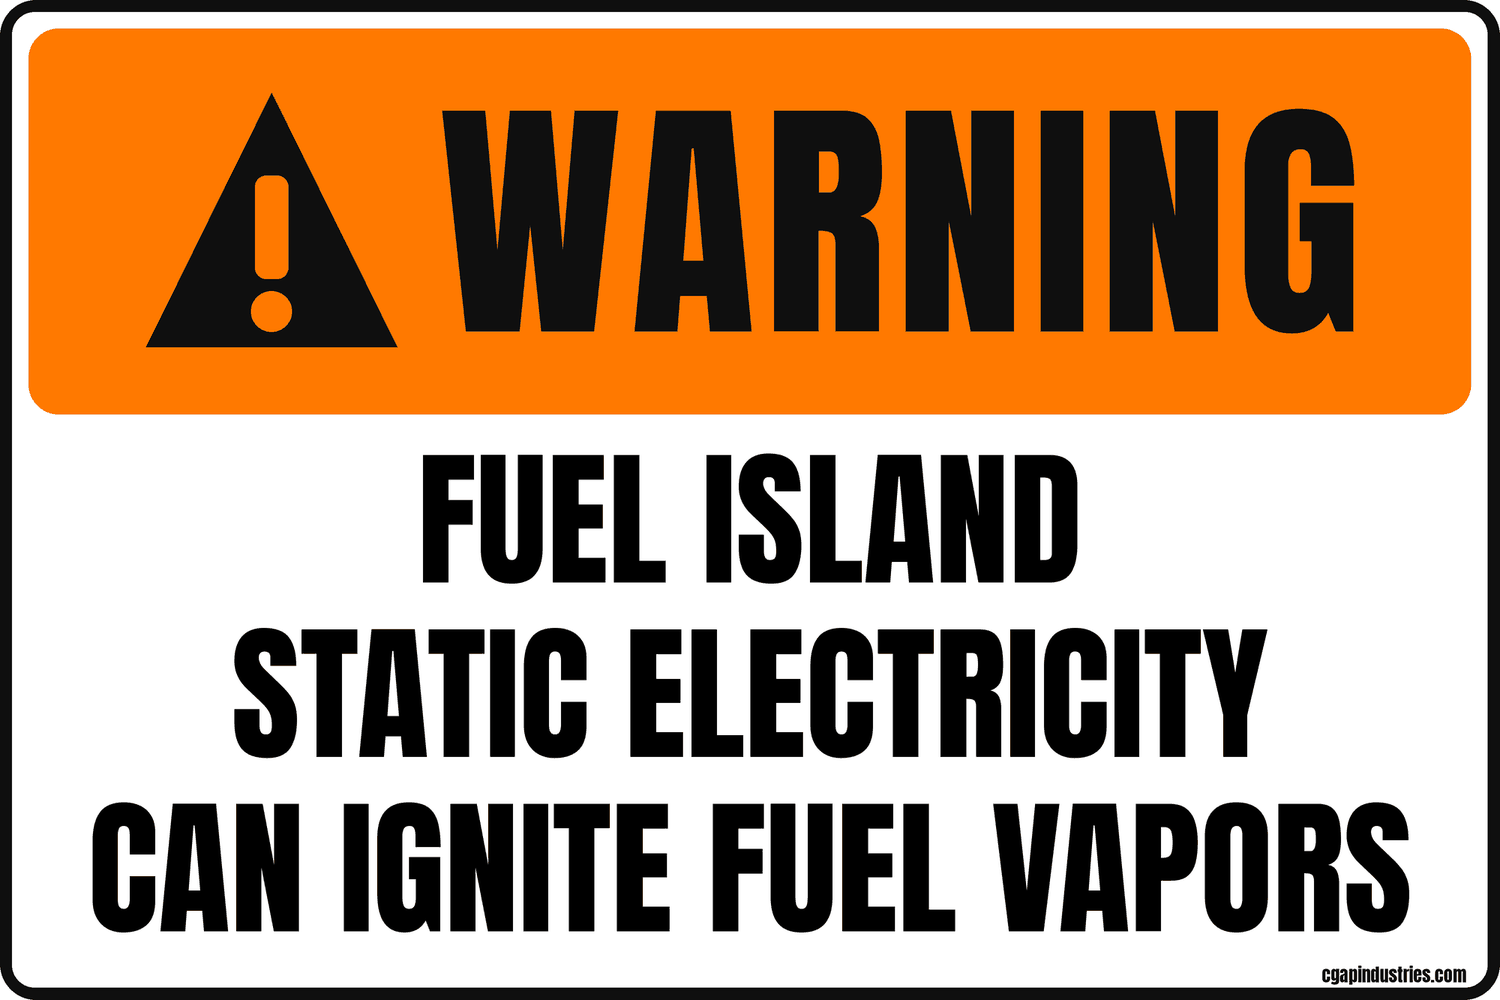 WARNING
FUEL ISLAND
STATIC ELECTRICITY
CAN IGNITE FUEL VAPORS
cgapindustries.com